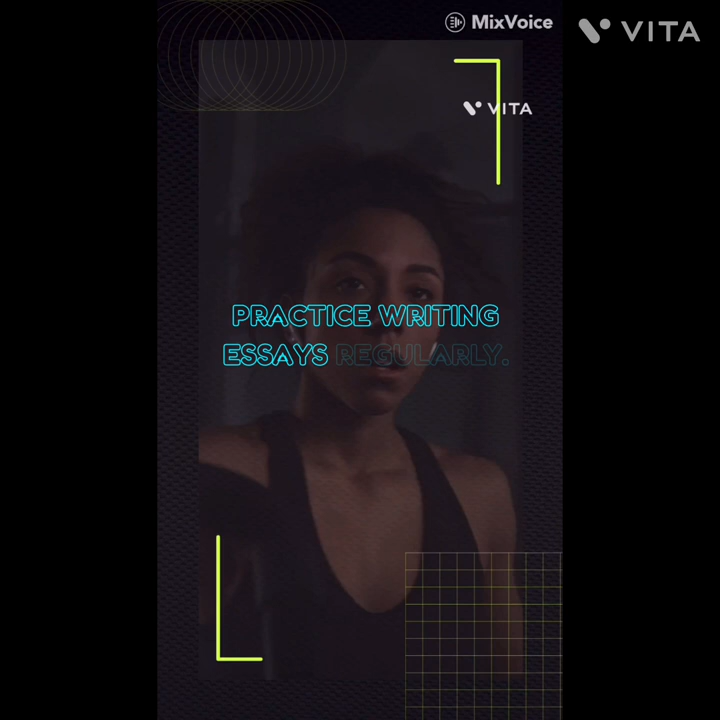 MixVoice
VITA
VITA
PRACTICE WRITING
ESSAYS REGULARLY.